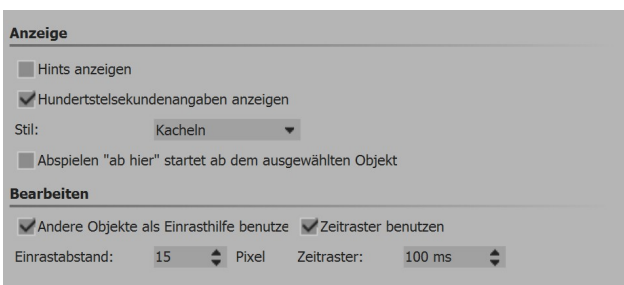 Anzeige
Hints anzeigen
Hundertstelsekundenangaben anzeigen
Stil: Kacheln
Abspielen "ab hier" startet ab dem ausgewählten Objekt
Bearbeiten
Andere Objekte als Einrasthilfe benutze Zeitraster benutzen
Einrastabstand: 15 Pixel Zeitraster: 100 ms